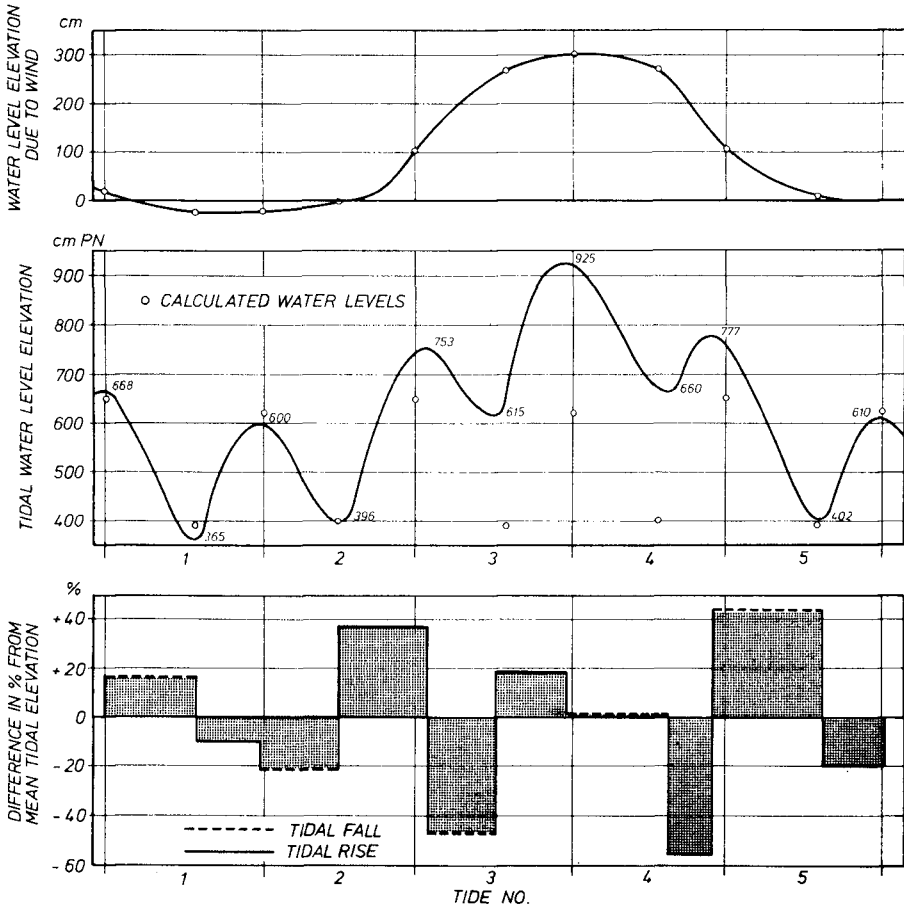 cm
WATER LEVEL ELEVATION
DUE TO WIND
300
200
100
0
cm PN
TIDAL WATER LEVEL ELEVATION
900
800
700
600
500
400
CALCULATED WATER LEVELS
668
365
600
396
753
615
925
660
777
402
610
1 2 3 4 5
%
DIFFERENCE IN % FROM
MEAN TIDAL ELEVATION
+40
+20
0
-20
-40
-60
TIDAL FALL
TIDAL RISE
1 2 3 4 5
TIDE NO.